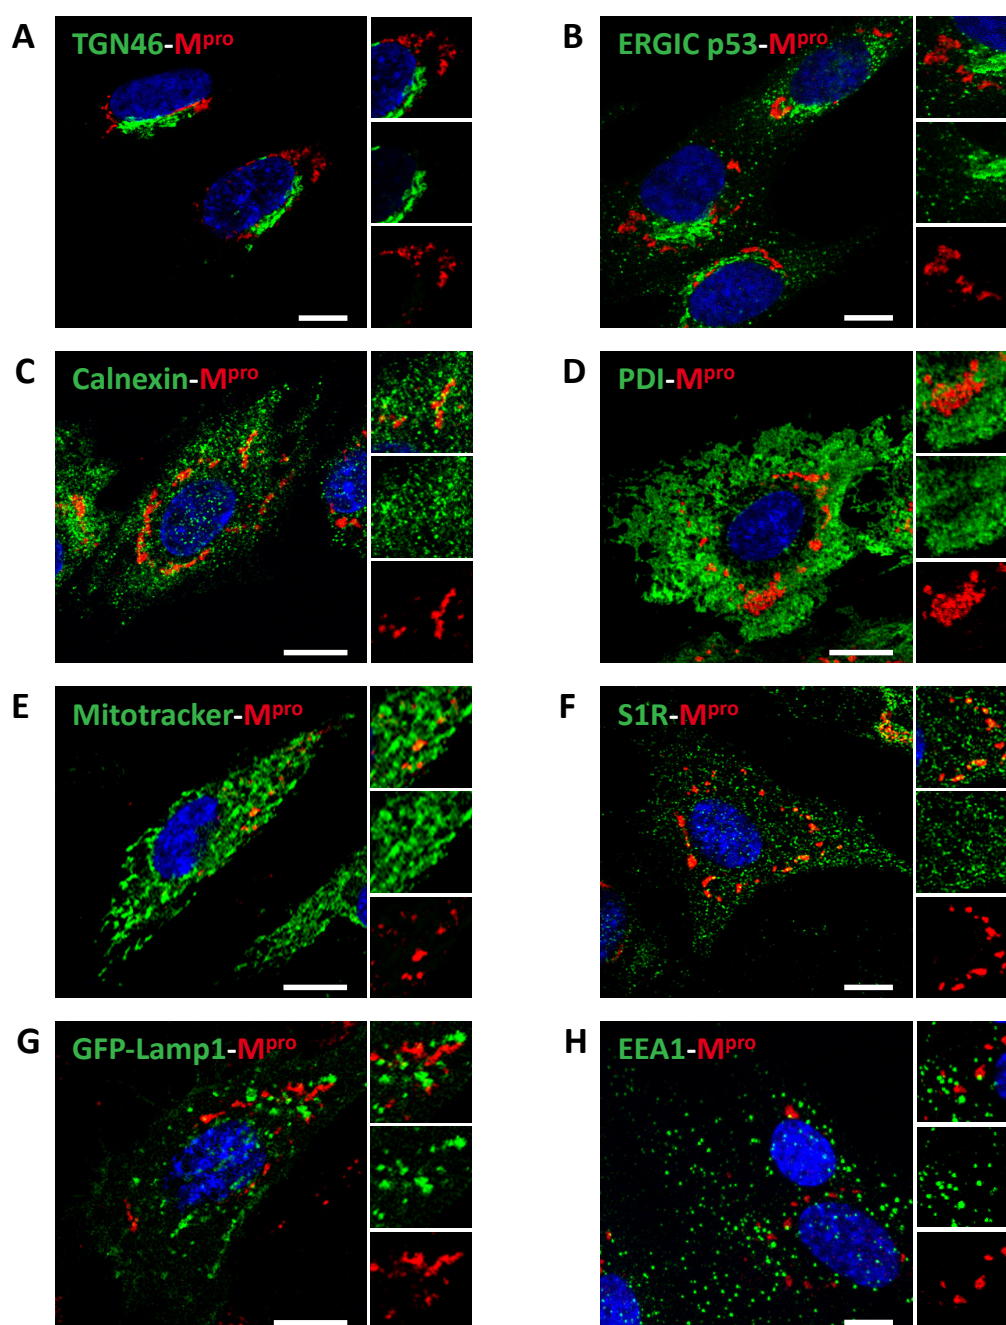 A
TGN46-Mpro
B
ERGIC p53-Mpro
C
Calnexin-Mpro
D
PDI-Mpro
E
Mitotracker-Mpro
F
S1R-Mpro
G
GFP-Lamp1-Mpro
H
EEA1-Mpro